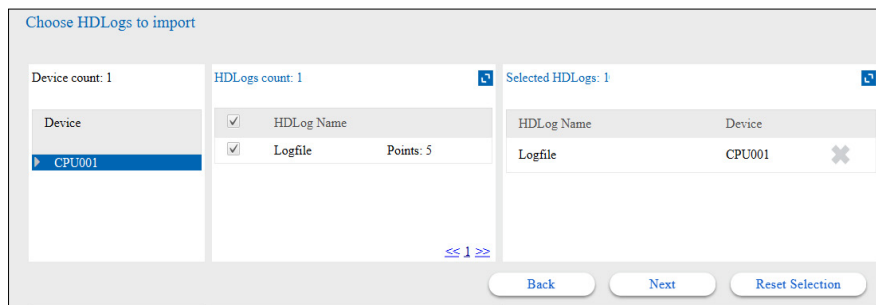 Choose HDLogs to import
Device count: 1
HDLogs count: 1
Selected HDLogs: 1
Device
HDLog Name
HDLog Name Device
CPU001
Logfile Points: 5
Logfile CPU001
<< 1 >>
Back Next Reset Selection